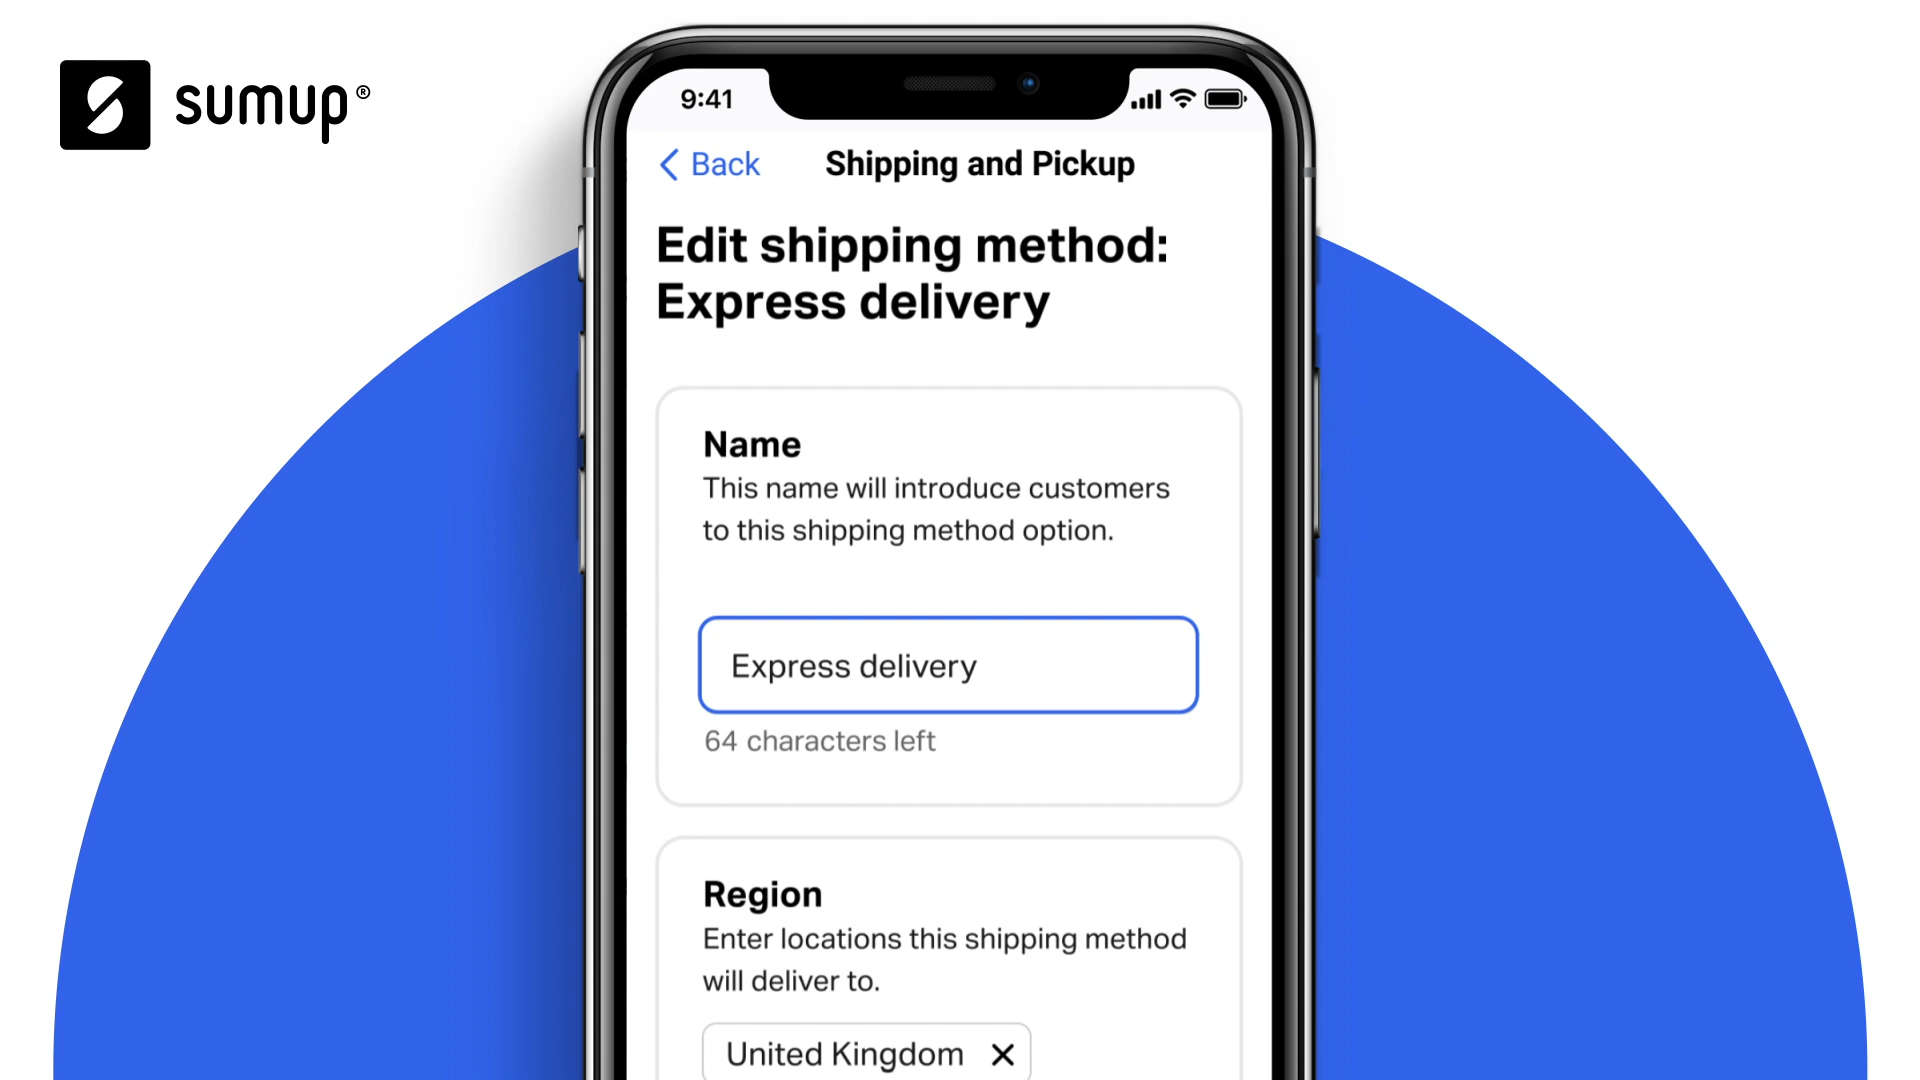 sumup®
9:41
Back
Shipping and Pickup
Edit shipping method:
Express delivery
Name
This name will introduce customers
to this shipping method option.
Express delivery
64 characters left
Region
Enter locations this shipping method
will deliver to.
United Kingdom